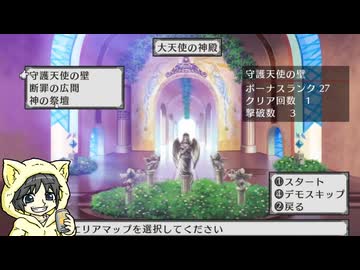 大天使の神殿
守護天使の壁
断罪の広間
神の祭壇
守護天使の壁
ボーナスランク 27
クリア回数 1
撃破数 3
①スタート
④デモスキップ
②戻る
エリアマップを選択してください